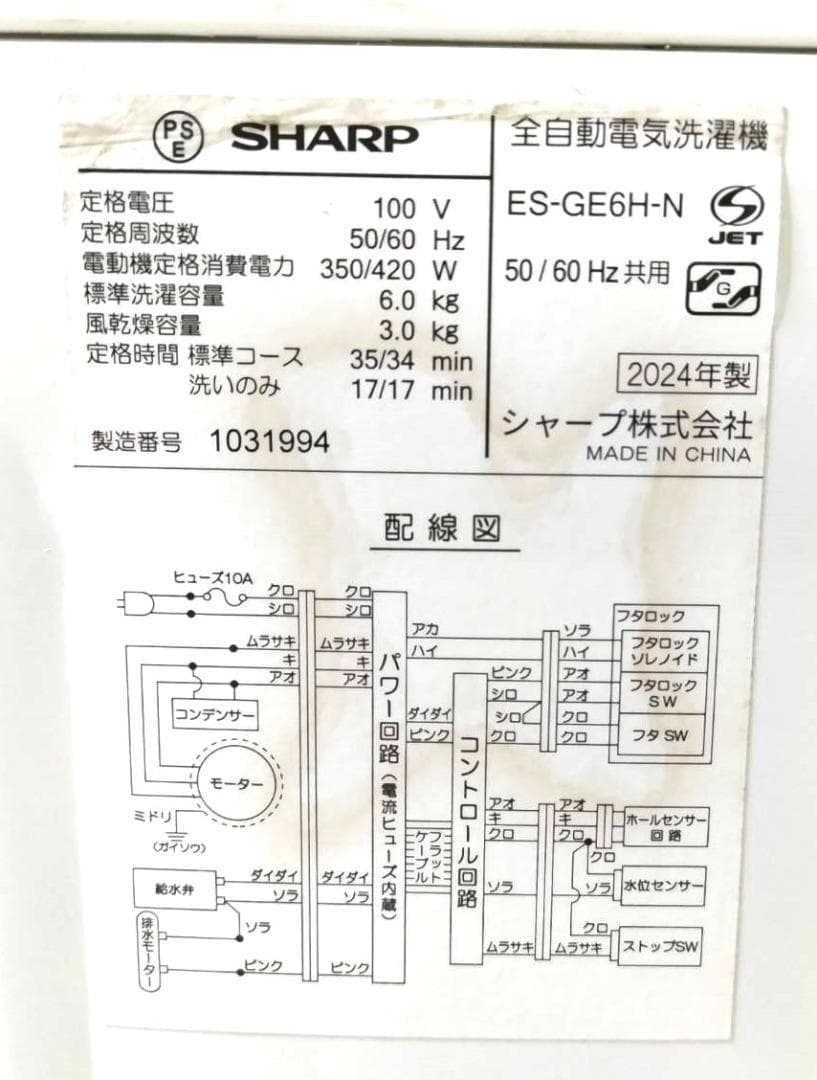 PS
E
SHARP
定格電圧 100 V
定格周波数 50/60 Hz
電動機定格消費電力 350/420 W
標準洗濯容量 6.0 kg
風乾燥容量 3.0 kg
定格時間 標準コース 35/34 min
洗いのみ 17/17 min
製造番号 1031994
全自動電気洗濯機
ES-GE6H-N
JET
50/60 Hz 共用
G
2024年製
シャープ株式会社
MADE IN CHINA
配線図
ヒューズ10A
クロ
シロ
ムラサキ
キ
アオ
コンデンサー
モーター
ミドリ
(ガイソウ)
給水弁
ダイダイ
ソラ
ソラ
排水モーター
ピンク
クロ
シロ
ムラサキ
キ
アオ
ダイダイ
ソラ
ピンク
パワー回路(電流ヒューズ内蔵)
アカ
ハイ
ダイダイ
ピンク
フラット
ケーブル
コントロール回路
ピンク
シロ
シロ
クロ
ソラ
ハイ
アオ
アオ
クロ
クロ
フタロック
フタロック
ソレノイド
フタロック
SW
フタ SW
アオ
キ
クロ
ソラ
ムラサキ
アオ
キ
クロ
クロ
ソラ
クロ
ムラサキ
ホールセンサー
回路
水位センサー
ストップSW